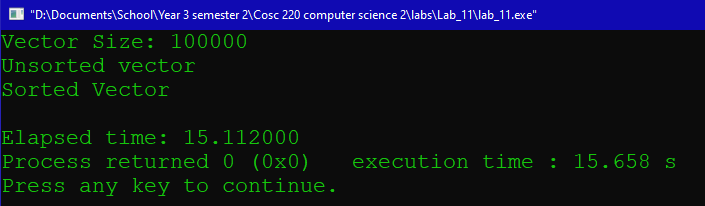 "D:\Documents\School\Year 3 semester 2\Cosc 220 computer science 2\labs\Lab_11\lab_11.exe"
Vector Size: 100000
Unsorted vector
Sorted Vector
Elapsed time: 15.112000
Process returned 0 (0x0)   execution time : 15.658 s
Press any key to continue.